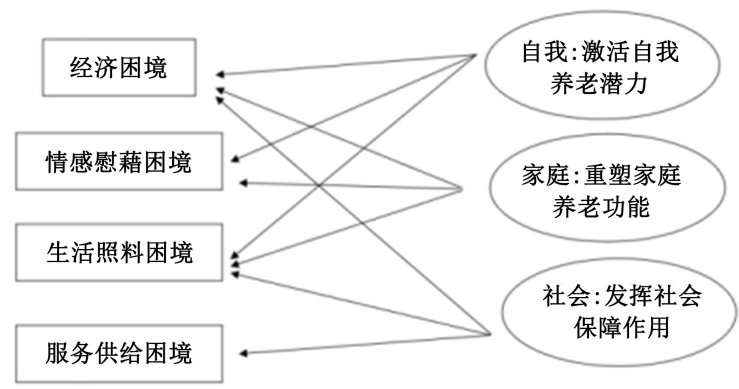 经济困境
情感慰藉困境
生活照料困境
服务供给困境
自我:激活自我
养老潜力
家庭:重塑家庭
养老功能
社会:发挥社会
保障作用